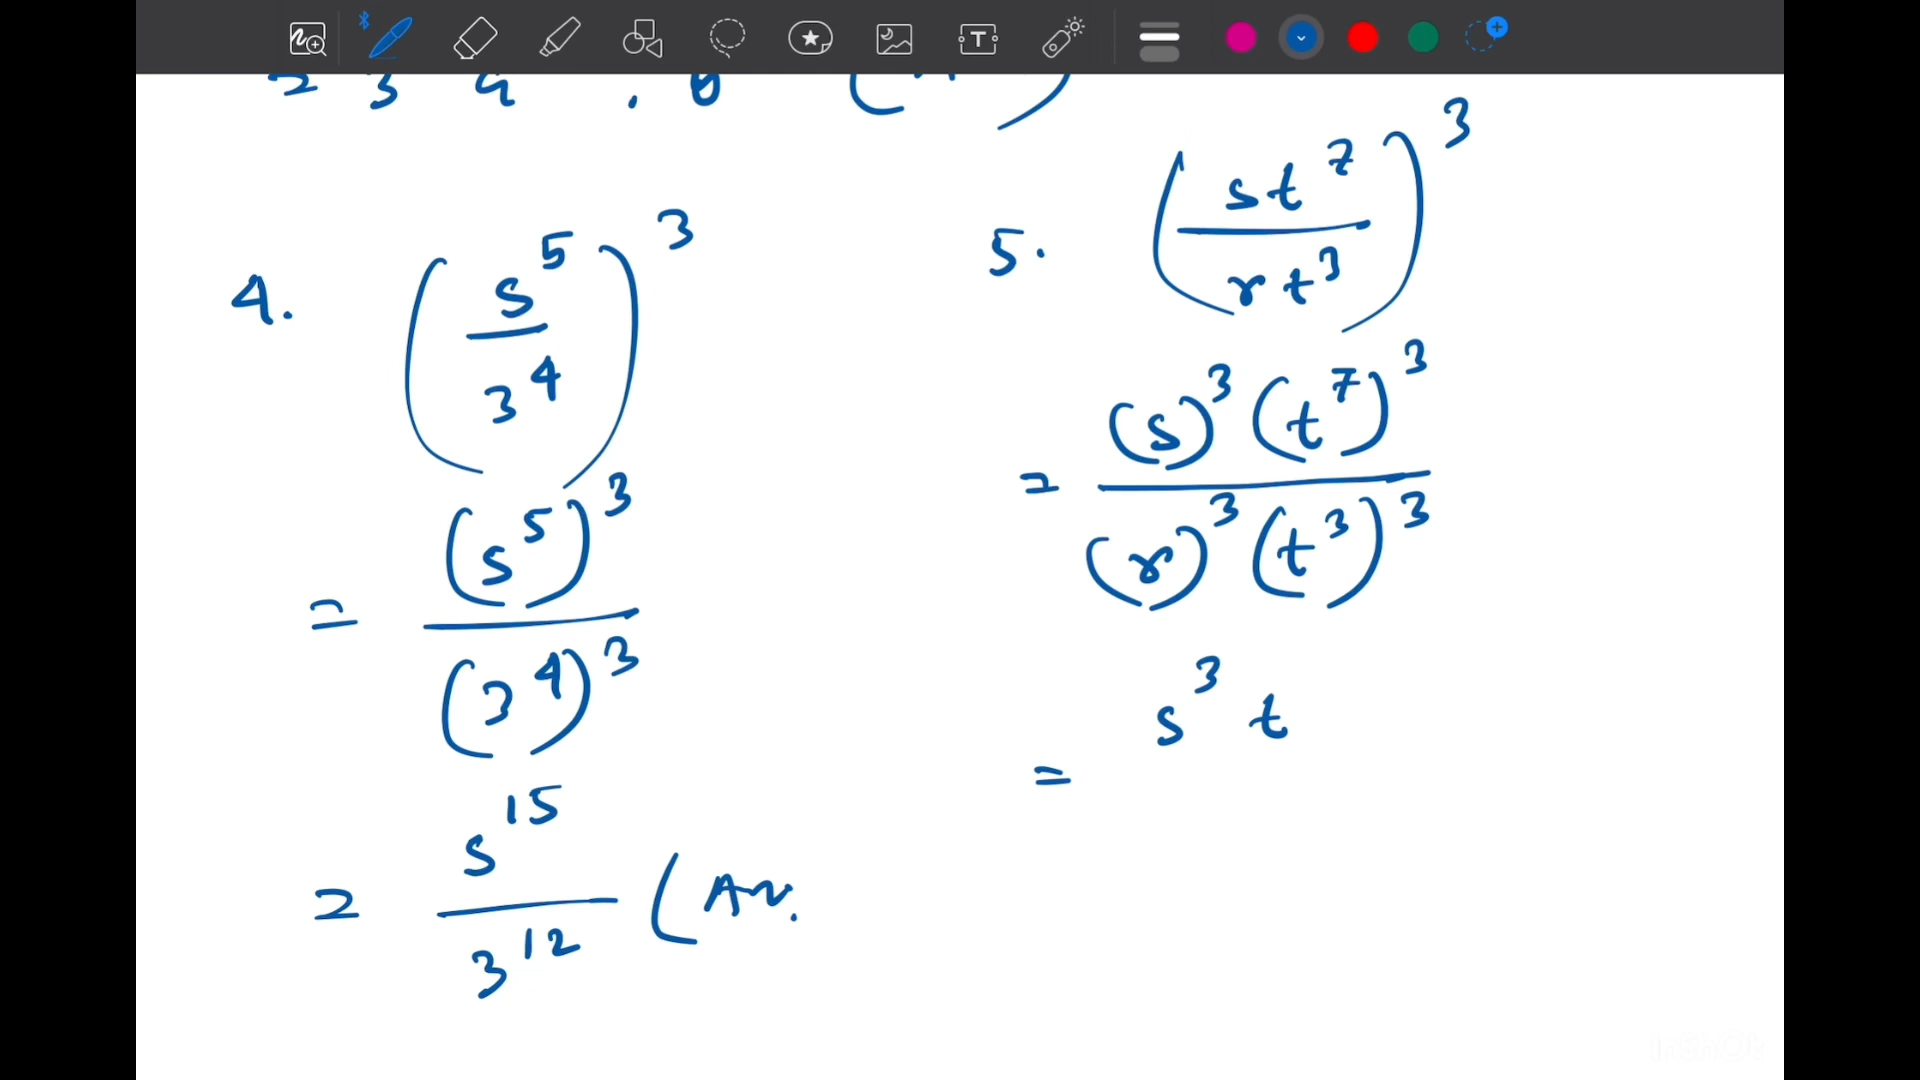 4. (s^5/3^4)^3
= (s^5)^3/(3^4)^3
= s^15/3^12 (
5. (st^7/rt^3)^3
= (s)^3(t^7)^3/(r)^3(t^3)^3
= s^3 t